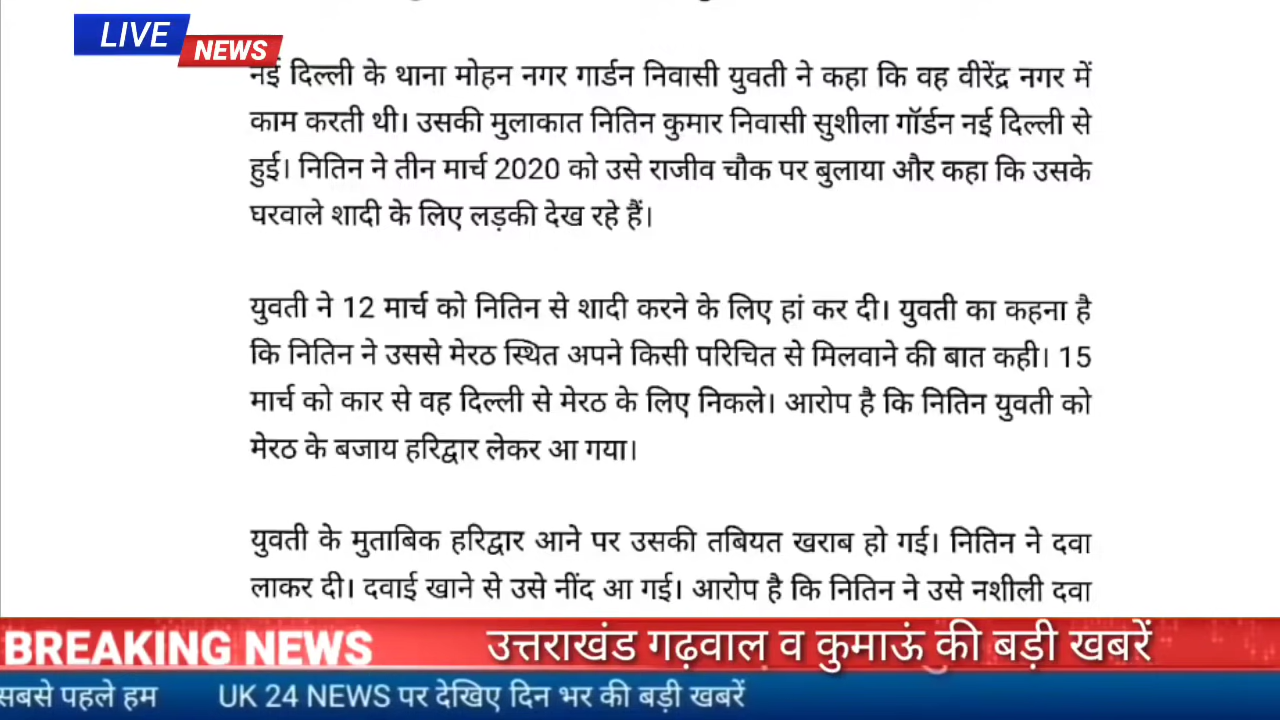 LIVE
NEWS
नई दिल्ली के थाना मोहन नगर गार्डन निवासी युवती ने कहा कि वह वीरेंद्र नगर में
काम करती थी। उसकी मुलाकात नितिन कुमार निवासी सुशीला गॉर्डन नई दिल्ली से
हुई। नितिन ने तीन मार्च 2020 को उसे राजीव चौक पर बुलाया और कहा कि उसके
घरवाले शादी के लिए लड़की देख रहे हैं।
युवती ने 12 मार्च को नितिन से शादी करने के लिए हां कर दी। युवती का कहना है
कि नितिन ने उससे मेरठ स्थित अपने किसी परिचित से मिलवाने की बात कही। 15
मार्च को कार से वह दिल्ली से मेरठ के लिए निकले। आरोप है कि नितिन युवती को
मेरठ के बजाय हरिद्वार लेकर आ गया।
युवती के मुताबिक हरिद्वार आने पर उसकी तबियत खराब हो गई। नितिन ने दवा
लाकर दी। दवाई खाने से उसे नींद आ गई। आरोप है कि नितिन ने उसे नशीली दवा
BREAKING NEWS
उत्तराखंड गढ़वाल व कुमाऊं की बड़ी खबरें
सबसे पहले हम UK 24 NEWS पर देखिए दिन भर की बड़ी खबरें